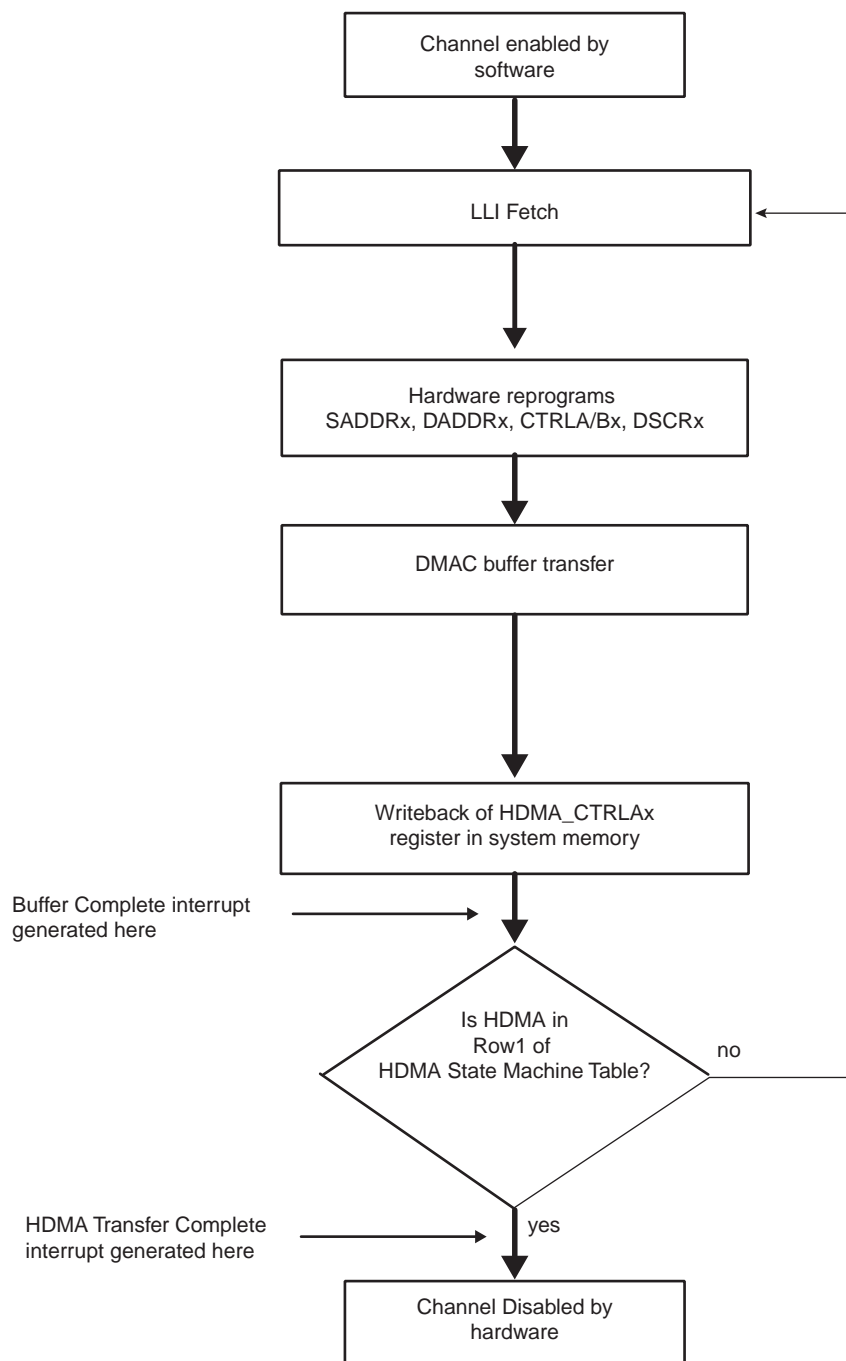 Channel enabled by
software
LLI Fetch
Hardware reprograms
SADDRx, DADDRx, CTRLA/Bx, DSCRx
DMAC buffer transfer
Writeback of HDMA_CTRLAx
register in system memory
Buffer Complete interrupt
generated here
Is HDMA in
Row1 of
HDMA State Machine Table?
no
yes
HDMA Transfer Complete
interrupt generated here
Channel Disabled by
hardware